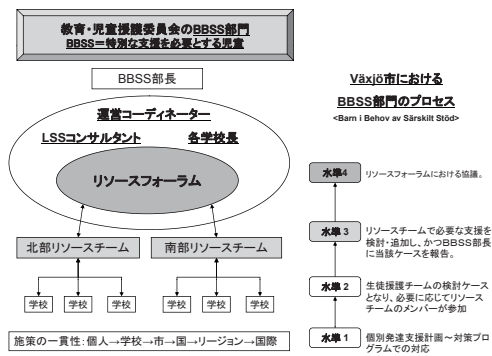 教育・児童援護委員会のBBSS部門
BBSS＝特別な支援を必要とする児童
BBSS部長
運営コーディネーター
LSSコンサルタント
各学校長
リソースフォーラム
北部リソースチーム
南部リソースチーム
学校
学校
学校
学校
学校
学校
施策の一貫性：個人→学校→市→国→リージョン→国際
Växjö市における
BBSS部門のプロセス
<Barn i Behov av Särskilt Stöd>
水準4
リソースフォーラムにおける協議。
水準 3
リソースチームで必要な支援を
検討・追加し、かつBBSS部長
に当該ケースを報告。
水準 2
生徒援護チームの検討ケース
となり、必要に応じてリソース
チームのメンバーが参加
水準 1
個別発達支援計画～対策プロ
グラムでの対応